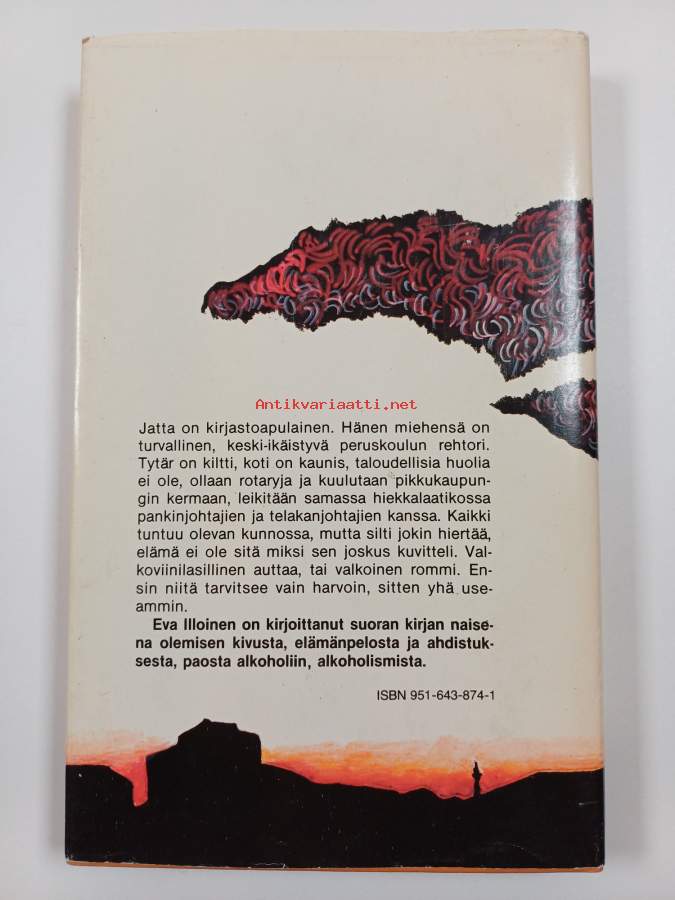 Antikvariaatti.net
Jatta on kirjastoapulainen. Hänen miehensä on
turvallinen, keski-ikäistyvä peruskoulun rehtori.
Tytär on kiltti, koti on kaunis, taloudellisia huolia
ei ole, ollaan rotaryja ja kuulutaan pikkukaupun-
gin kermaan, leikitään samassa hiekkalaatikossa
pankinjohtajien ja telakanjohtajien kanssa. Kaikki
tuntuu olevan kunnossa, mutta silti jokin hiertää,
elämä ei ole sitä miksi sen joskus kuvitteli. Val-
koviinilasillinen auttaa, tai valkoinen rommi. En-
sin niitä tarvitsee vain harvoin, sitten yhä use-
ammin.
Eva Illoinen on kirjoittanut suoran kirjan naise-
na olemisen kivusta, elämänpelosta ja ahdistuk-
sesta, paosta alkoholiin, alkoholismista.
ISBN 951-643-874-1